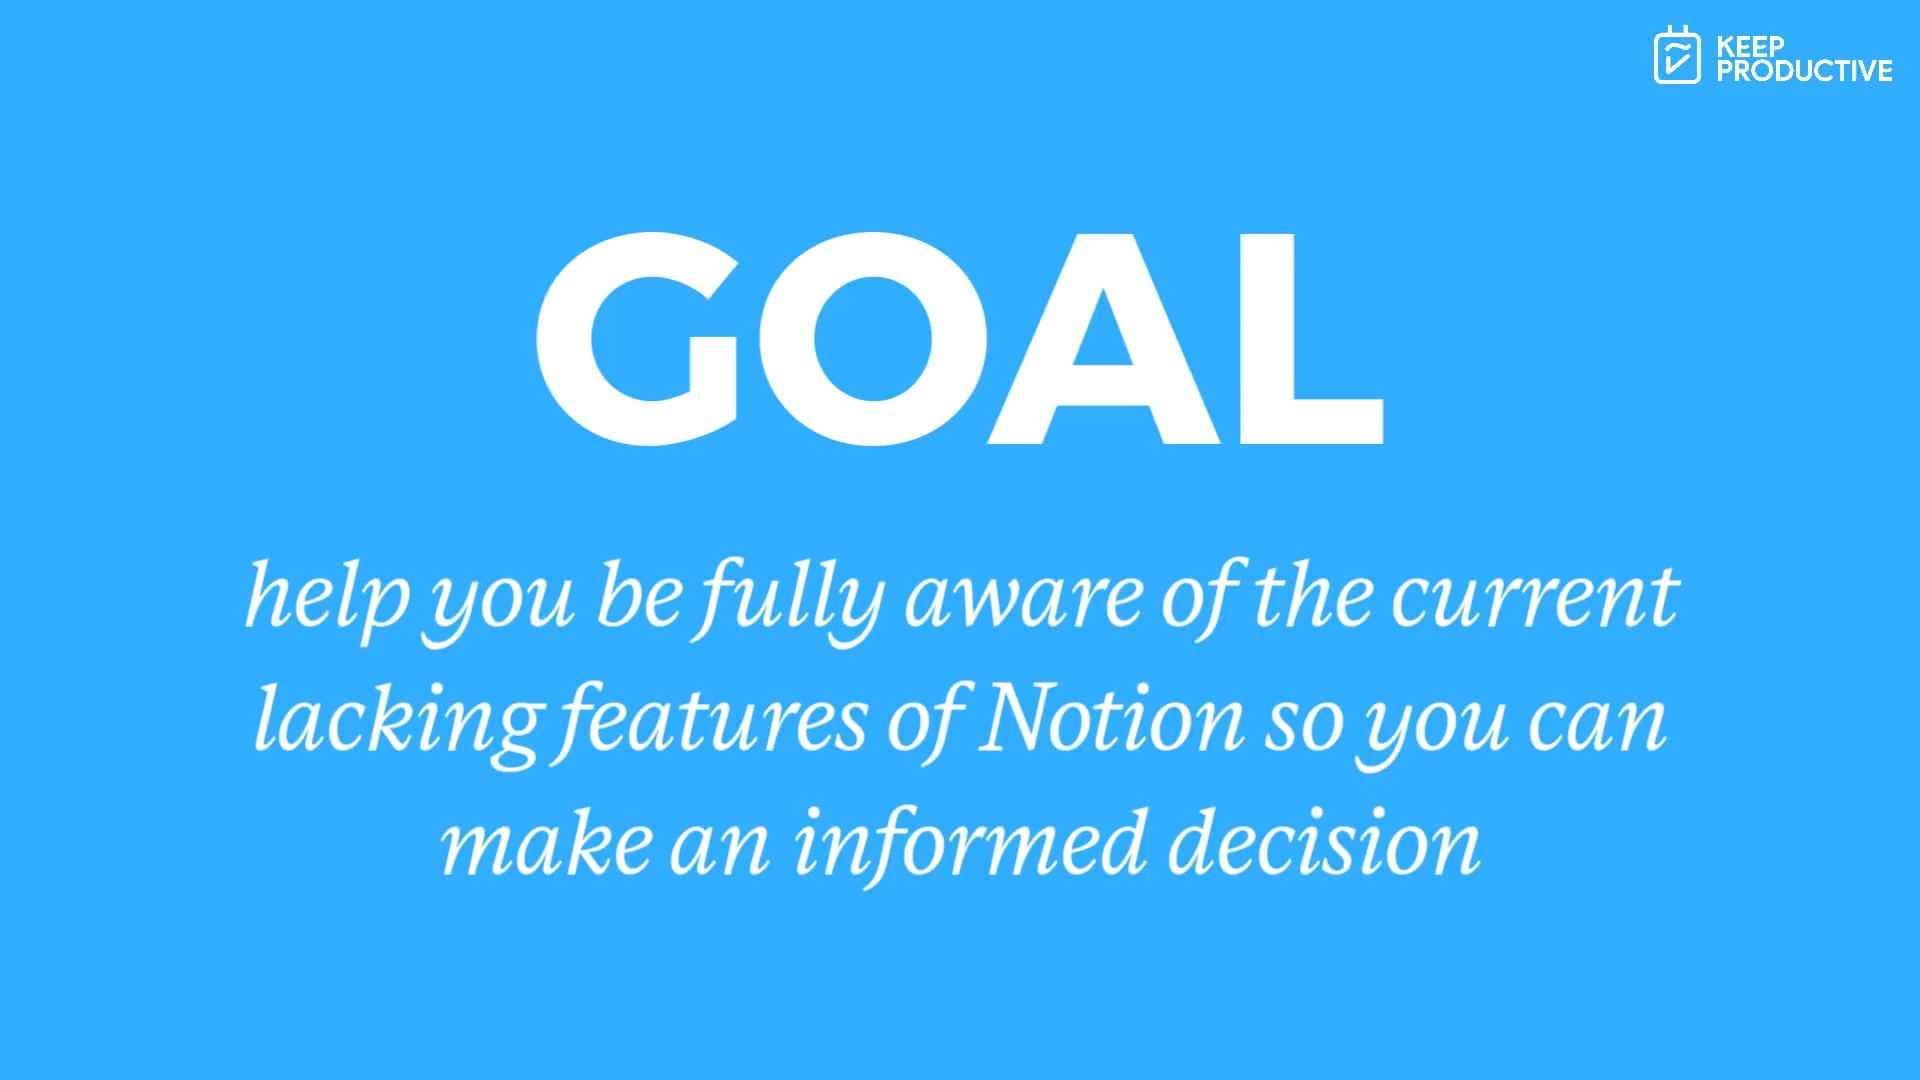 KEEP
PRODUCTIVE
GOAL
help you be fully aware of the current
lacking features of Notion so you can
make an informed decision